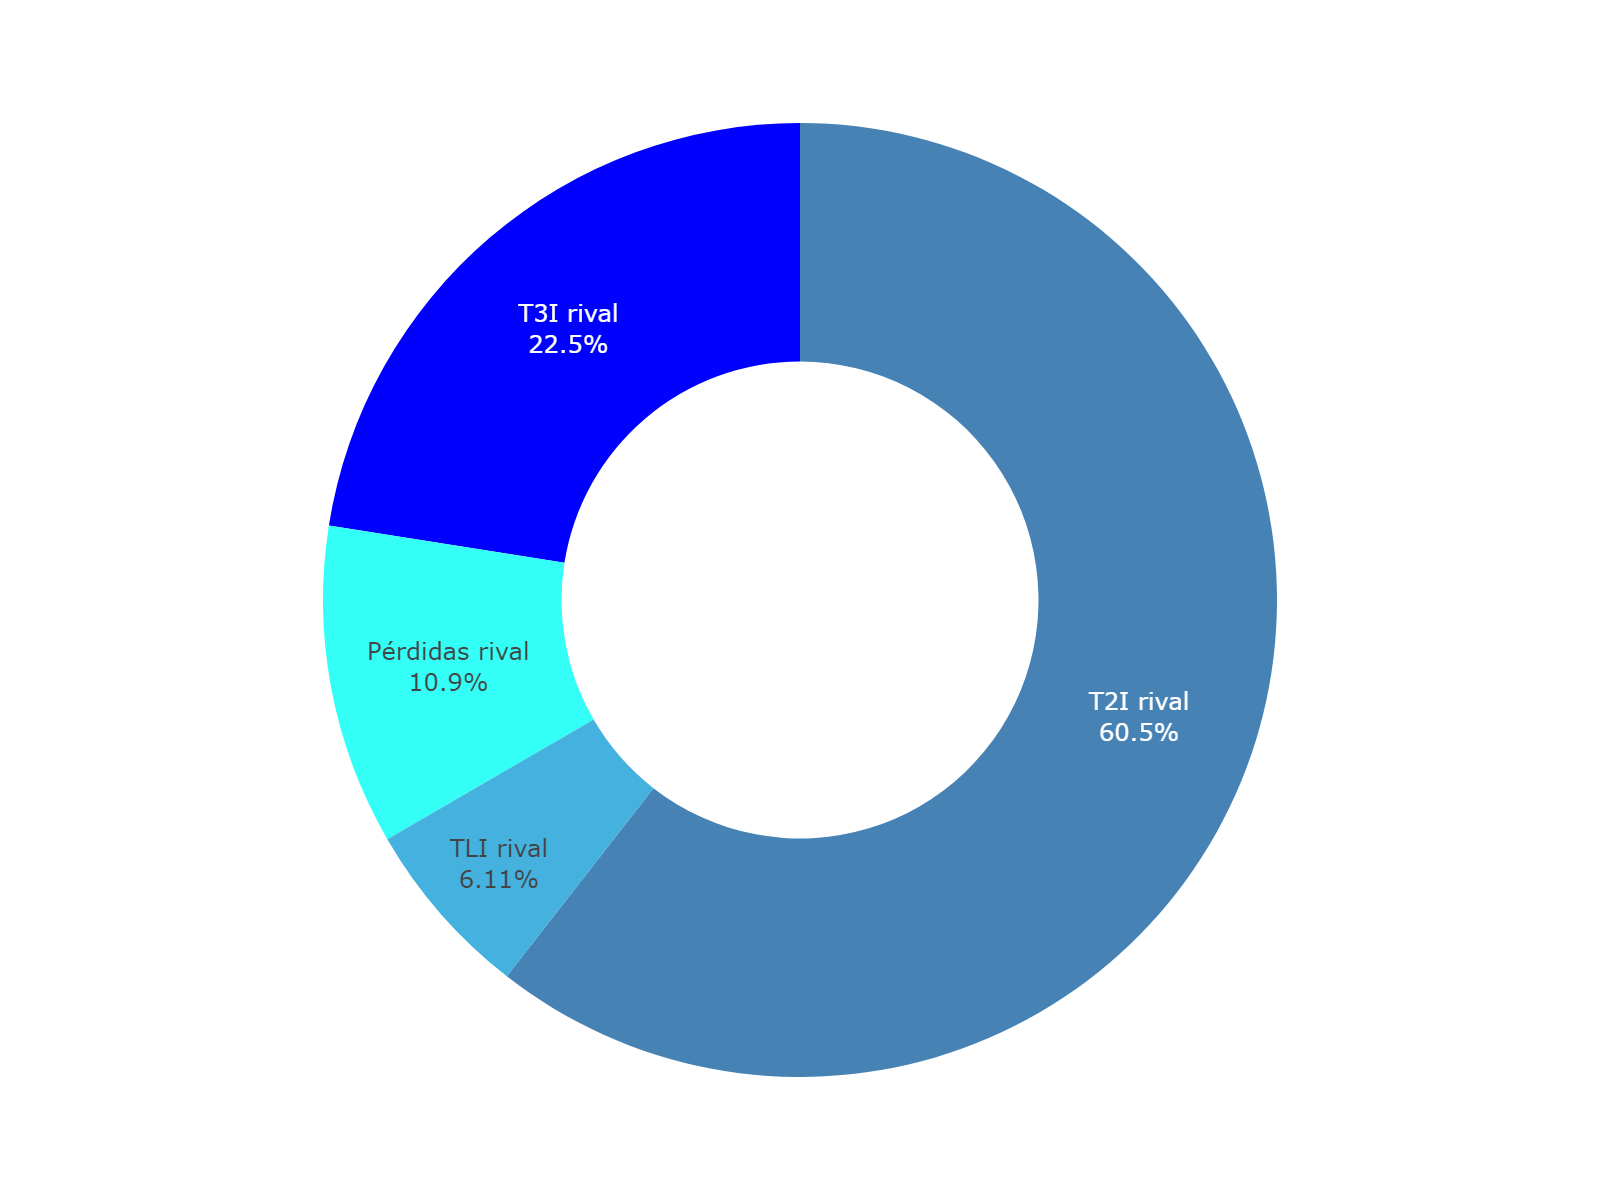 T3I rival
22.5%
Pérdidas rival
10.9%
T2I rival
60.5%
TLI rival
6.11%